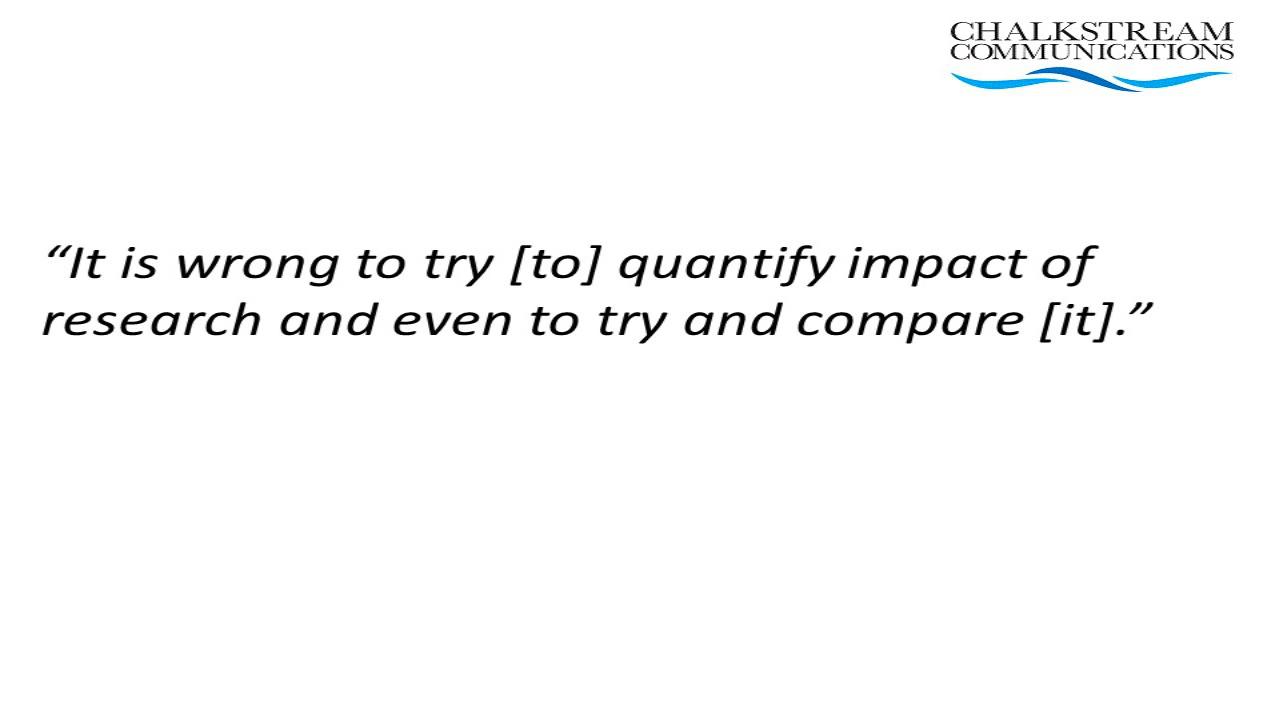 CHALKSTREAM
COMMUNICATIONS
“It is wrong to try [to] quantify impact of
research and even to try and compare [it].”